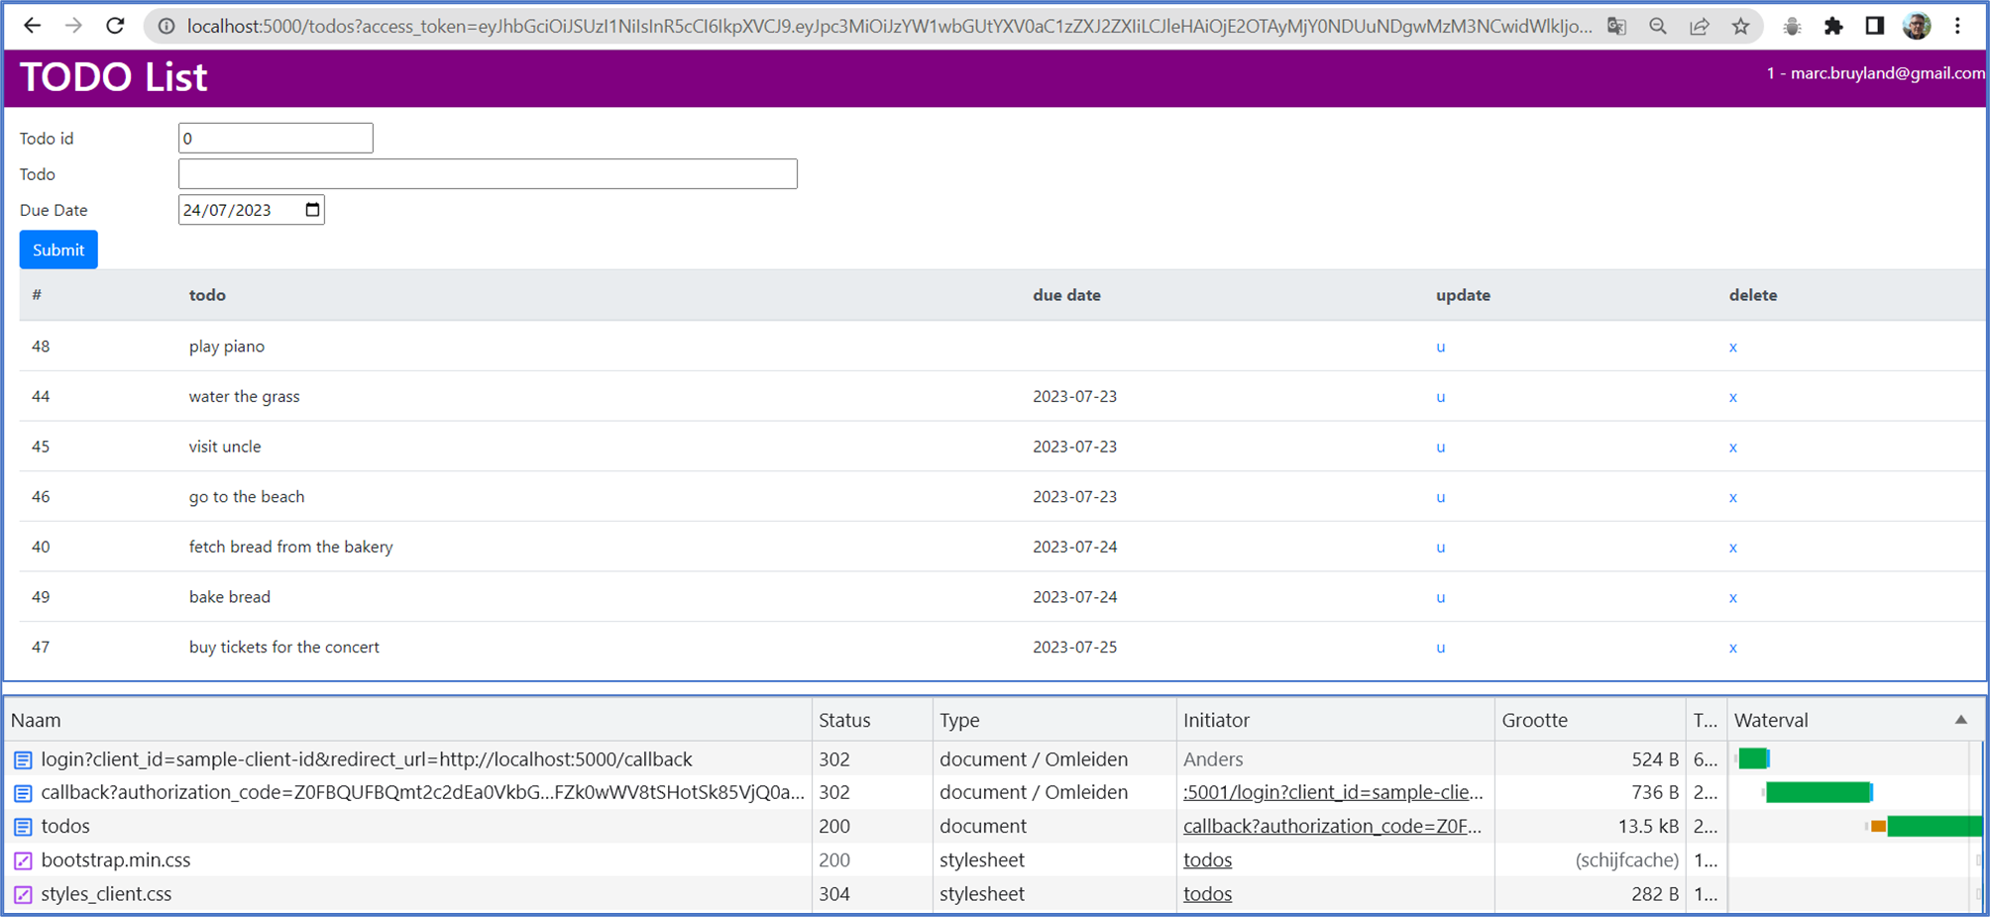 localhost:5000/todos?access_token=eyJhbGciOiJSUzI1NiIsInR5cCI6IkpXVCJ9.eyJpc3MiOiJzYW1wbGUtYXV0aC1zZXJ2ZXIiLCJleHAiOjE2OTAyMjY0NDUuNDgwMzM3NCwidWlkIjo...
TODO List
1 - marc.bruyland@gmail.com
Todo id 0
Todo
Due Date 24/07/2023
Submit
# todo due date update delete
48 play piano u x
44 water the grass 2023-07-23 u x
45 visit uncle 2023-07-23 u x
46 go to the beach 2023-07-23 u x
40 fetch bread from the bakery 2023-07-24 u x
49 bake bread 2023-07-24 u x
47 buy tickets for the concert 2023-07-25 u x
Naam Status Type Initiator Grootte T... Waterval
login?client_id=sample-client-id&redirect_url=http://localhost:5000/callback 302 document / Omleiden Anders 524 B 6...
callback?authorization_code=Z0FBQUFBQmt2c2dEa0VkbG...FZk0wWV8tSHotSk85VjQ0a... 302 document / Omleiden :5001/login?client_id=sample-clie... 736 B 2...
todos 200 document callback?authorization_code=Z0F... 13.5 kB 2...
bootstrap.min.css 200 stylesheet todos (schijfcache) 1...
styles_client.css 304 stylesheet todos 282 B 1...